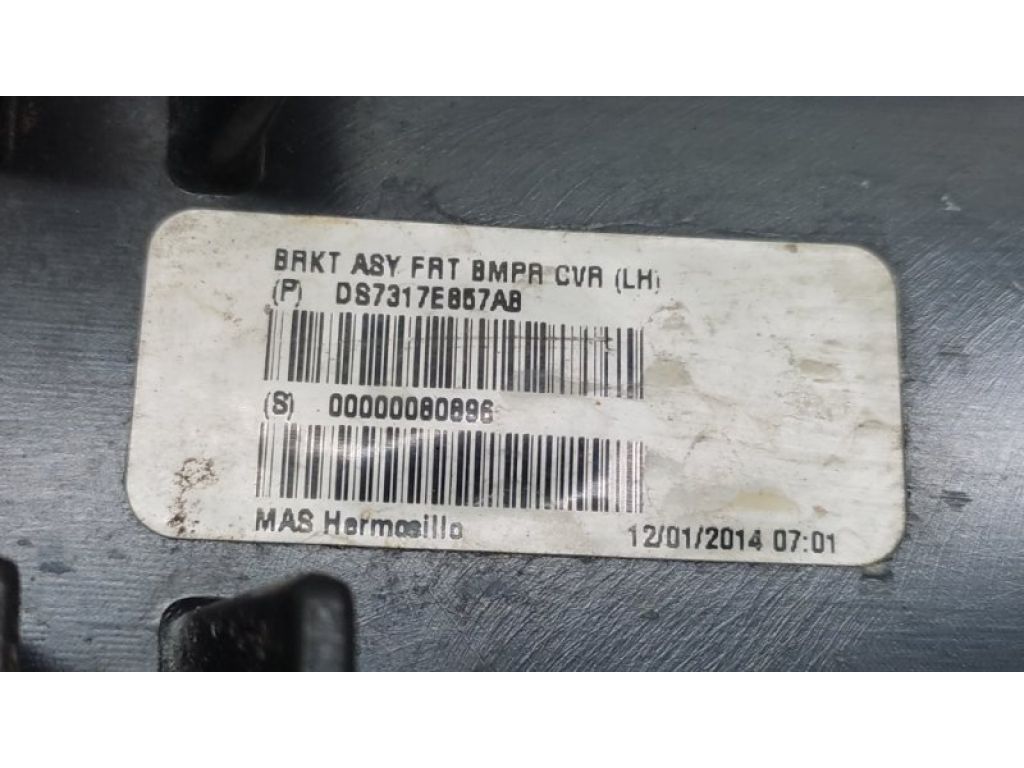 BRKT ASY FRT BMPR CVR (LH)
(P) DS7317E857AB
(S) 00000080896
MAS Hermosillo
12/01/2014 07:01